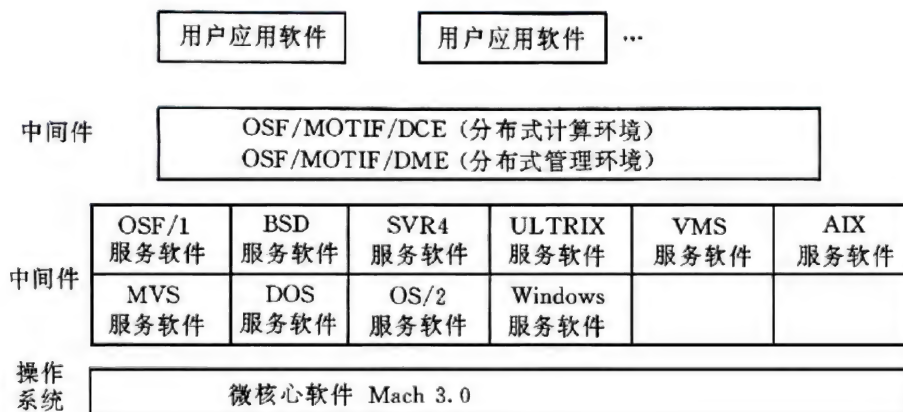 用户应用软件 用户应用软件 …
中间件
OSF/MOTIF/DCE (分布式计算环境)
OSF/MOTIF/DME (分布式管理环境)
中间件
OSF/1
服务软件
BSD
服务软件
SVR4
服务软件
ULTRIX
服务软件
VMS
服务软件
AIX
服务软件
MVS
服务软件
DOS
服务软件
OS/2
服务软件
Windows
服务软件
操作
系统
微核心软件 Mach 3.0